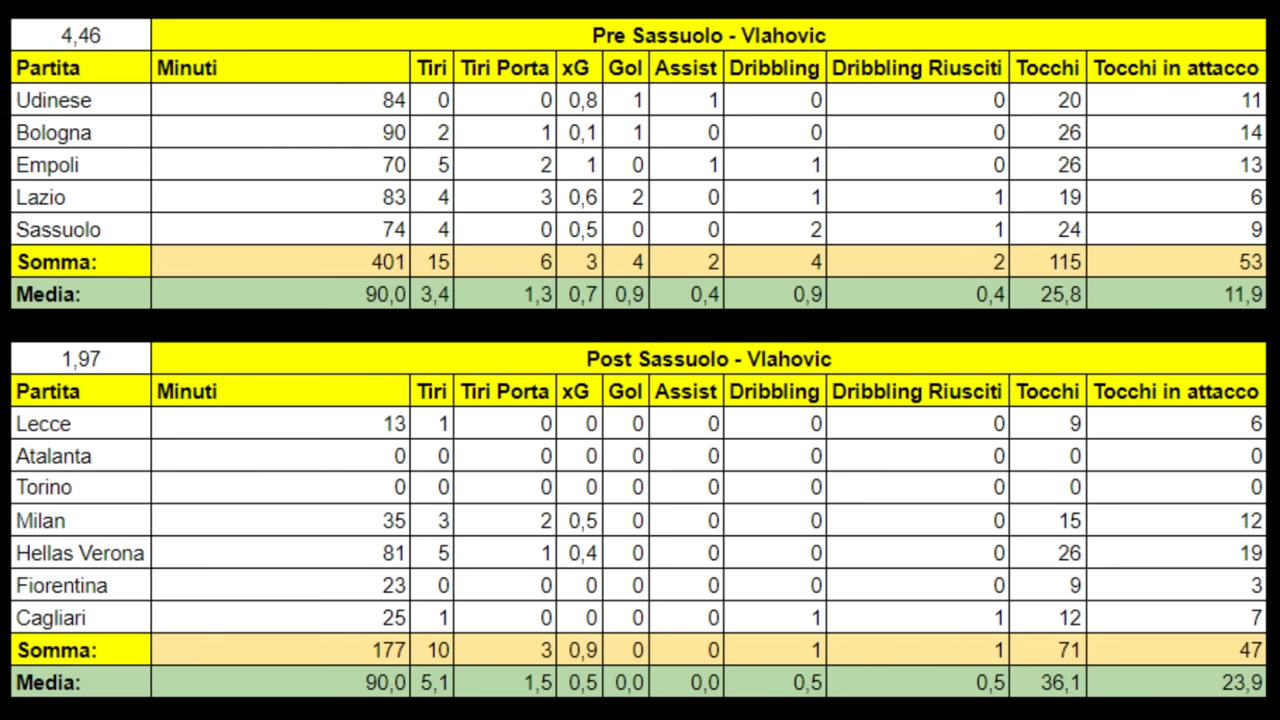 4,46 Pre Sassuolo - Vlahovic
Partita Minuti Tiri Tiri Porta xG Gol Assist Dribbling Dribbling Riusciti Tocchi Tocchi in attacco
Udinese 84 0 0 0,8 1 1 0 0 20 11
Bologna 90 2 1 0,1 1 0 0 0 26 14
Empoli 70 5 2 1 0 1 1 0 26 13
Lazio 83 4 3 0,6 2 0 1 1 19 6
Sassuolo 74 4 0 0,5 0 0 2 1 24 9
Somma: 401 15 6 3 4 2 4 2 115 53
Media: 90,0 3,4 1,3 0,7 0,9 0,4 0,9 0,4 25,8 11,9
1,97 Post Sassuolo - Vlahovic
Partita Minuti Tiri Tiri Porta xG Gol Assist Dribbling Dribbling Riusciti Tocchi Tocchi in attacco
Lecce 13 1 0 0 0 0 0 0 9 6
Atalanta 0 0 0 0 0 0 0 0 0 0
Torino 0 0 0 0 0 0 0 0 0 0
Milan 35 3 2 0,5 0 0 0 0 15 12
Hellas Verona 81 5 1 0,4 0 0 0 0 26 19
Fiorentina 23 0 0 0 0 0 0 0 9 3
Cagliari 25 1 0 0 0 0 1 1 12 7
Somma: 177 10 3 0,9 0 0 1 1 71 47
Media: 90,0 5,1 1,5 0,5 0,0 0,0 0,5 0,5 36,1 23,9